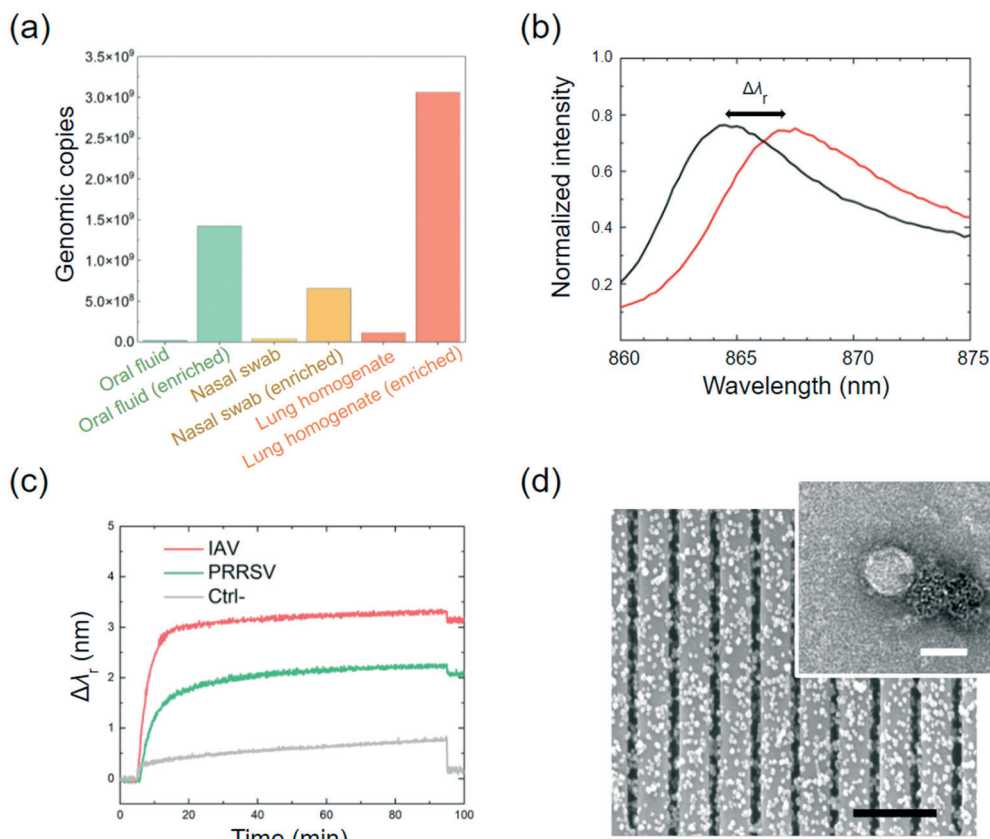 (a)
3.5×10⁹
3.0×10⁹
2.5×10⁹
2.0×10⁹
1.5×10⁹
1.0×10⁹
5.0×10⁸
0.0
Genomic copies
Oral fluid
Oral fluid (enriched)
Nasal swab
Nasal swab (enriched)
Lung homogenate
Lung homogenate (enriched)
(b)
1.0
0.8
0.6
0.4
0.2
Normalized intensity
Δλr
860
865
870
875
Wavelength (nm)
(c)
5
4
3
2
1
0
Δλr (nm)
IAV
PRRSV
Ctrl-
0
20
40
60
80
100
Time (min)
(d)